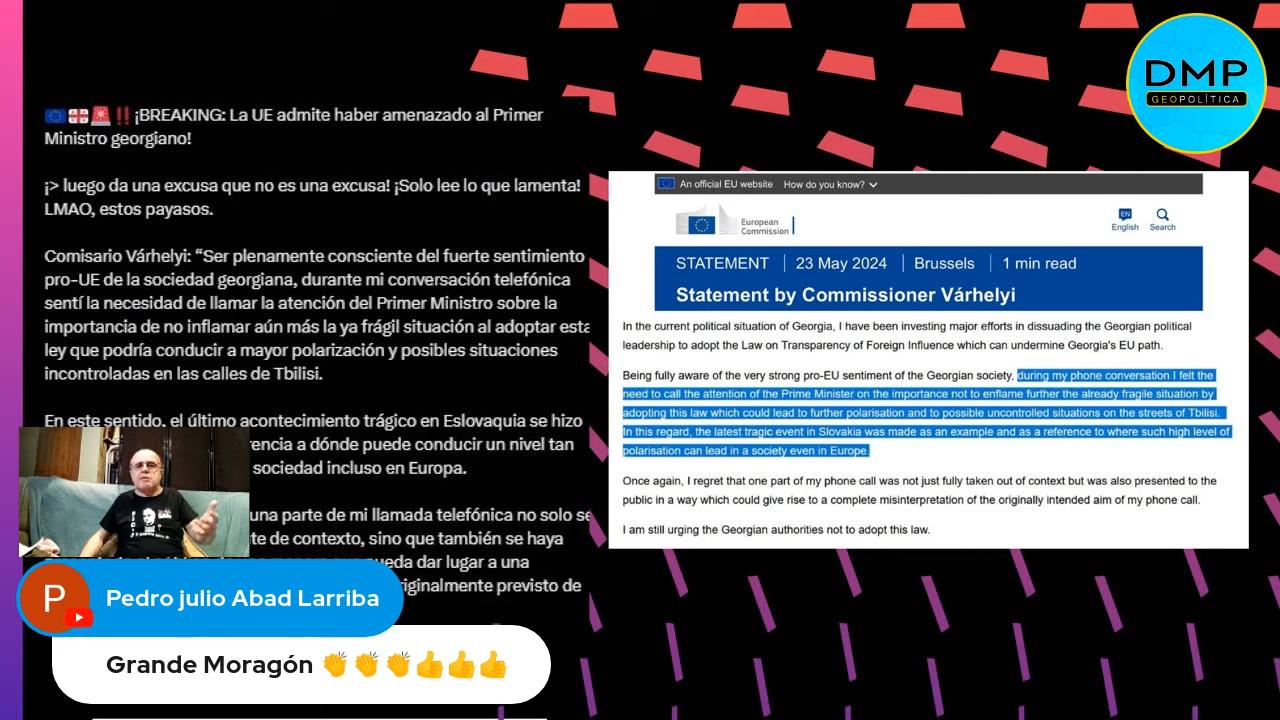 ¡BREAKING: La UE admite haber amenazado al Primer
Ministro georgiano!
¡> luego da una excusa que no es una excusa! ¡Solo lee lo que lamenta!
LMAO, estos payasos.
Comisario Várhelyi: “Ser plenamente consciente del fuerte sentimiento
pro-UE de la sociedad georgiana, durante mi conversación telefónica
sentí la necesidad de llamar la atención del Primer Ministro sobre la
importancia de no inflamar aún más la ya frágil situación al adoptar esta
ley que podría conducir a mayor polarización y posibles situaciones
incontroladas en las calles de Tbilisi.
En este sentido, el último acontecimiento trágico en Eslovaquia se hizo
a dónde puede conducir un nivel tan
sociedad incluso en Europa.
una parte de mi llamada telefónica no solo se
de contexto, sino que también se haya
dar lugar a una
previsto de
Pedro julio Abad Larriba
P
Grande Moragón 👏👏👏👍👍👍
DMP
GEOPOLÍTICA
An official EU website How do you know?
European
Commission
EN
English
Search
STATEMENT | 23 May 2024 | Brussels | 1 min read
Statement by Commissioner Várhelyi
In the current political situation of Georgia, I have been investing major efforts in dissuading the Georgian political
leadership to adopt the Law on Transparency of Foreign Influence which can undermine Georgia's EU path.
Being fully aware of the very strong pro-EU sentiment of the Georgian society, during my phone conversation I felt the
need to call the attention of the Prime Minister on the importance not to enflame further the already fragile situation by
adopting this law which could lead to further polarisation and to possible uncontrolled situations on the streets of Tbilisi.
In this regard, the latest tragic event in Slovakia was made as an example and as a reference to where such high level of
polarisation can lead in a society even in Europe.
Once again, I regret that one part of my phone call was not just fully taken out of context but was also presented to the
public in a way which could give rise to a complete misinterpretation of the originally intended aim of my phone call.
I am still urging the Georgian authorities not to adopt this law.